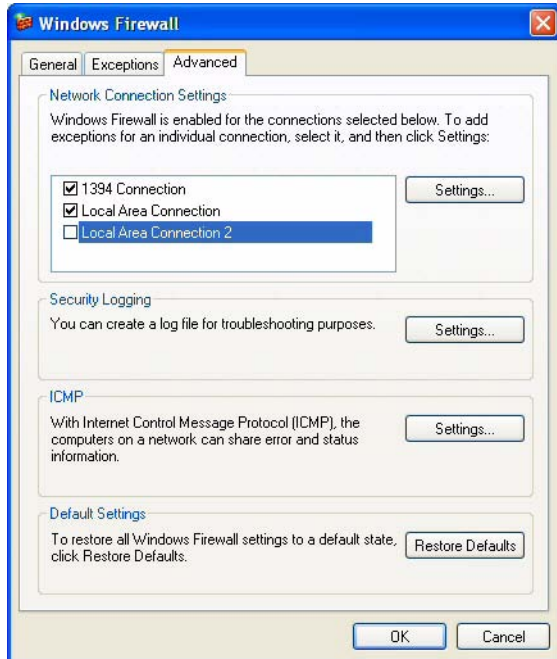 Windows Firewall
General Exceptions Advanced
Network Connection Settings
Windows Firewall is enabled for the connections selected below. To add
exceptions for an individual connection, select it, and then click Settings:
1394 Connection
Local Area Connection
Local Area Connection 2
Settings...
Security Logging
You can create a log file for troubleshooting purposes.
Settings...
ICMP
With Internet Control Message Protocol (ICMP), the
computers on a network can share error and status
information.
Settings...
Default Settings
To restore all Windows Firewall settings to a default state,
click Restore Defaults.
Restore Defaults
OK Cancel